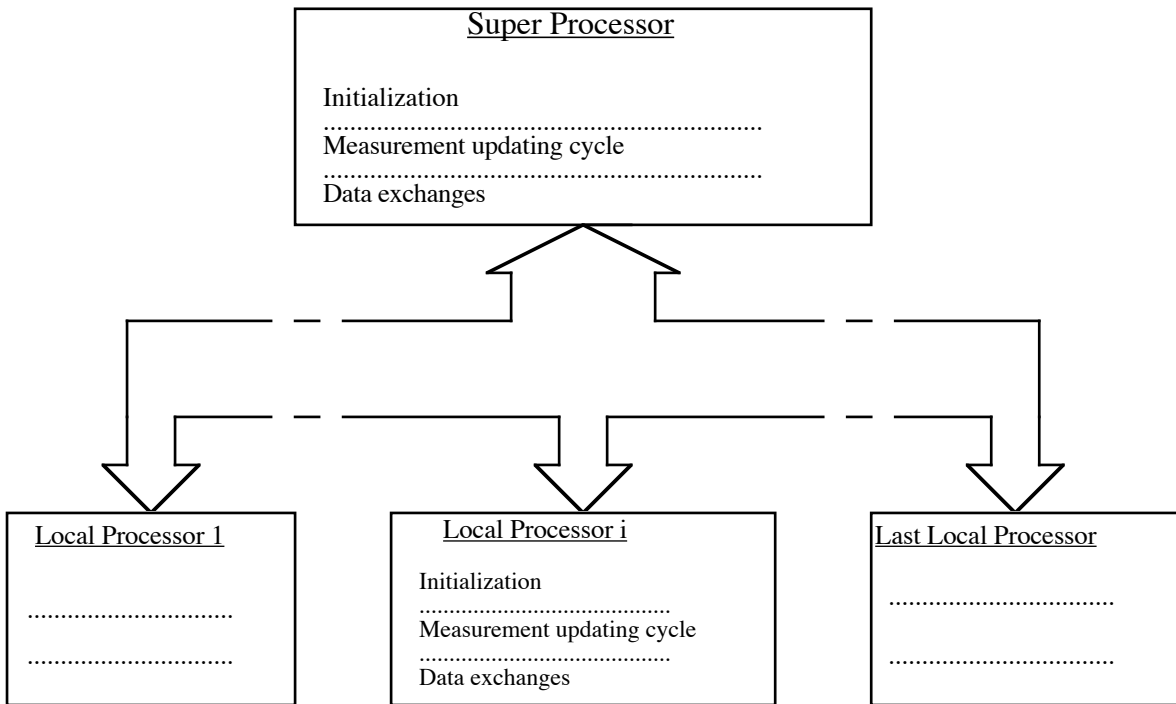 Super Processor
Initialization
.................................................................
Measurement updating cycle
.................................................................
Data exchanges
Local Processor 1
..................................
..................................
Local Processor i
Initialization
..........................................
Measurement updating cycle
..........................................
Data exchanges
Last Local Processor
.....................................
.....................................